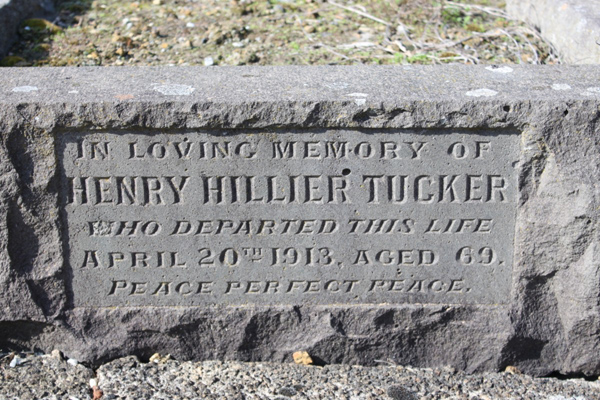 IN LOVING MEMORY OF
HENRY HILLIER TUCKER
WHO DEPARTED THIS LIFE
APRIL 20TH 1913, AGED 69.
PEACE PERFECT PEACE.